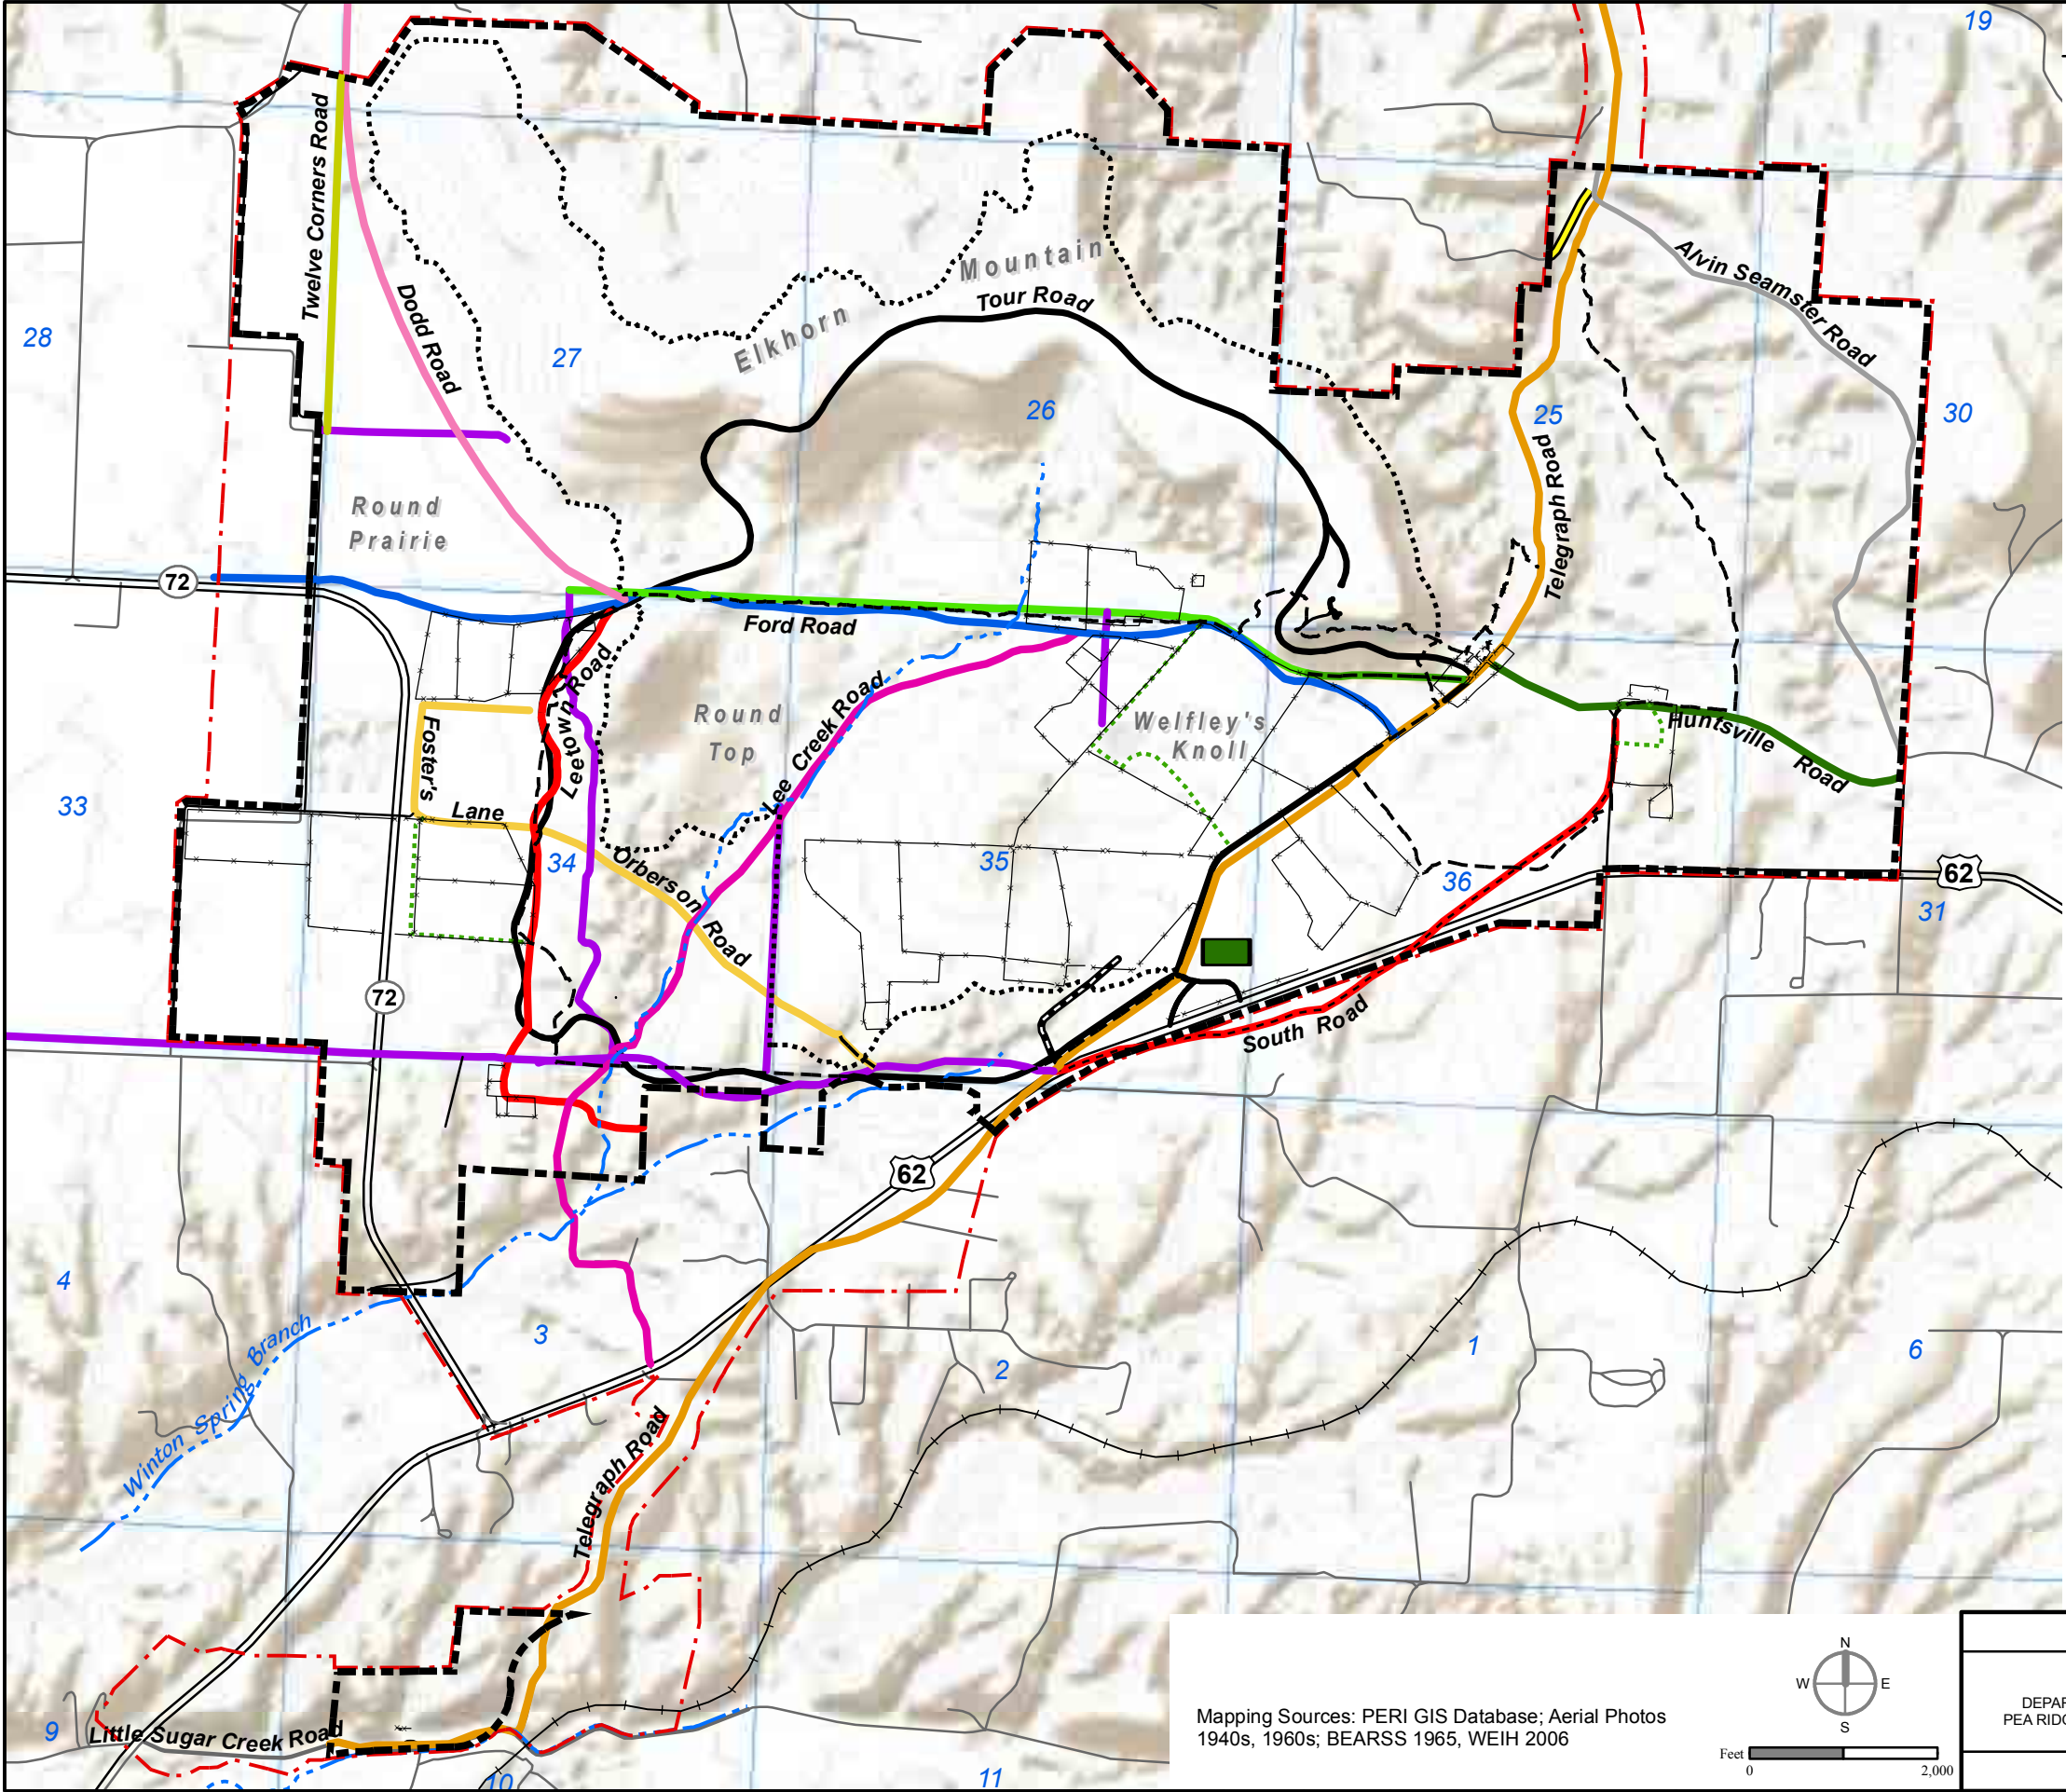 19
Twelve Corners Road
Dodd Road
Elkhorn Mountain
Tour Road
Alvin Seamster Road
28
27
26
25
30
Round
Prairie
Telegraph Road
72
Ford Road
Leetown Road
Round
Top
Lee Creek Road
Welfley's
Knoll
Huntsville Road
Foster's Lane
33
34
Orberson Road
35
36
62
31
72
South Road
62
4
3
2
1
6
Winton Spring Branch
Telegraph Road
Little Sugar Creek Road
9
10
11
Mapping Sources: PERI GIS Database; Aerial Photos
1940s, 1960s; BEARSS 1965, WEIH 2006
N
W E
S
Feet
0 2,000
DEPAR
PEA RIDG